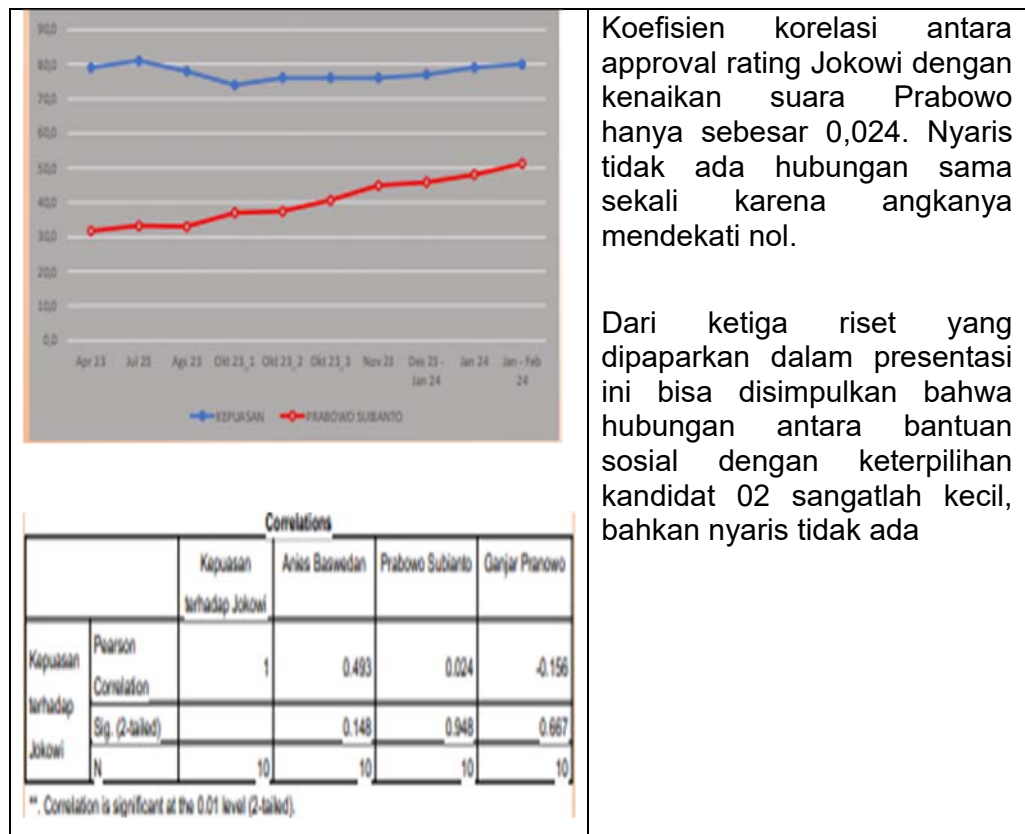 90,0
80,0
70,0
60,0
50,0
40,0
30,0
20,0
10,0
0,0
Apr 23 Jul 23 Ags 23 Okt 23_1 Okt 23_2 Okt 23_3 Nov 23 Des 23 - Jan 24 Jan - Feb
Jan 24 24
KEPUASAN PRABOWO SUBIANTO
Correlations
Kepuasan Anies Baswedan Prabowo Subianto Ganjar Pranowo
terhadap Jokowi
Kepuasan Pearson 1 0.493 0.024 -0.156
terhadap Correlation
Jokowi Sig. (2-tailed) 0.148 0.948 0.667
N 10 10 10 10
**. Correlation is significant at the 0.01 level (2-tailed).
Koefisien korelasi antara
approval rating Jokowi dengan
kenaikan suara Prabowo
hanya sebesar 0,024. Nyaris
tidak ada hubungan sama
sekali karena angkanya
mendekati nol.
Dari ketiga riset yang
dipaparkan dalam presentasi
ini bisa disimpulkan bahwa
hubungan antara bantuan
sosial dengan keterpilihan
kandidat 02 sangatlah kecil,
bahkan nyaris tidak ada